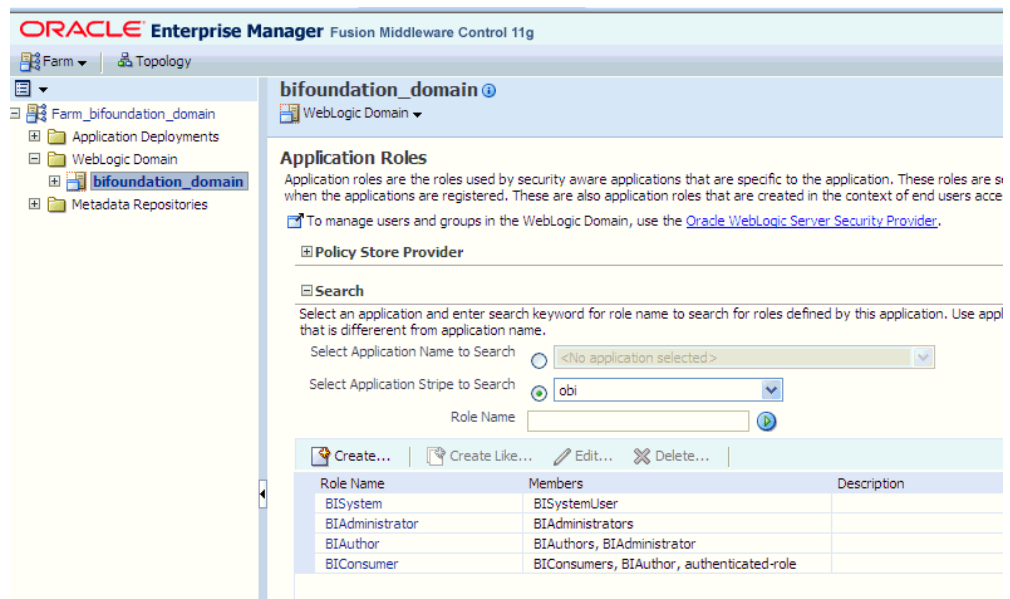 ORACLE Enterprise Manager Fusion Middleware Control 11g
Farm Topology
Farm_bifoundation_domain
Application Deployments
WebLogic Domain
bifoundation_domain
Metadata Repositories
bifoundation_domain
WebLogic Domain
Application Roles
Application roles are the roles used by security aware applications that are specific to the application. These roles are
when the applications are registered. These are also application roles that are created in the context of end users
To manage users and groups in the WebLogic Domain, use the Oracle WebLogic Server Security Provider.
Policy Store Provider
Search
Select an application and enter search keyword for role name to search for roles defined by this application. Use
that is differerent from application name.
Select Application Name to Search <No application selected>
Select Application Stripe to Search obi
Role Name
Create... Create Like... Edit... Delete...
Role Name Members Description
BISystem BISystemUser
BIAdministrator BIAdministrators
BIAuthor BIAuthors, BIAdministrator
BIConsumer BIConsumers, BIAuthor, authenticated-role